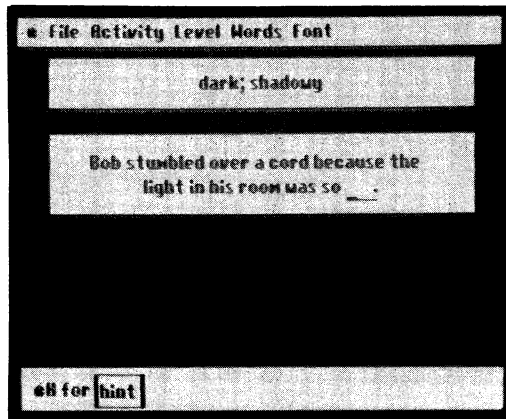 File Activity Level Words Font
dark; shadowy
Bob stumbled over a cord because the
light in his room was so ___.
H for hint